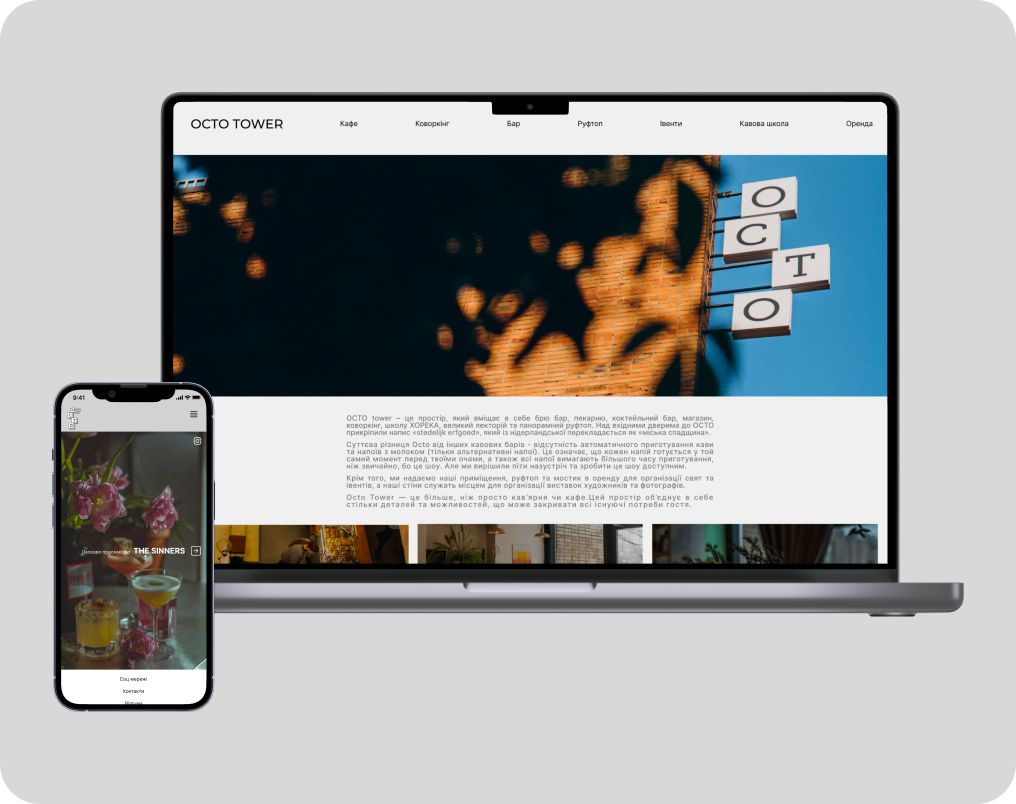 OCTO TOWER
Кафе
Коворкінг
Бар
Руфтоп
Івенти
Кавова школа
Оренда
O
C
T
O
OCTO tower – це простір, який вміщає в себе брю бар, пекарню, коктейльний бар, магазин,
коворкінг, школу ХОРЕКА, великий лекторій та панорамний руфтоп. Над вхідними дверима до ОСТО
прикріпили напис «stedelijk erfgoed», який із нідерландської перекладається як «міська спадщина».
Суттєва різниця Octo від інших кавових барів - відсутність автоматичного приготування кави
та напоїв з молоком (тільки альтернативні напої). Це означає, що кожен напій готується у той
самий момент перед твоїми очами, а також всі напої вимагають більшого часу приготування,
ніж звичайно, бо це шоу. Але ми вирішили піти назустріч та зробити це шоу доступним.
Крім того, ми надаємо наші приміщення, руфтоп та мостик в оренду для організації свят та
івентів, а наші стіни служать місцем для організації виставок художників та фотографів.
Octo Tower — це більше, ніж просто кав'ярня чи кафе.Цей простір об'єднує в себе
стільки деталей та можливостей, що може закривати всі існуючі потреби гостя.
9:41
Ласкаво просимо до THE SINNERS
Соц мережі
Контакти